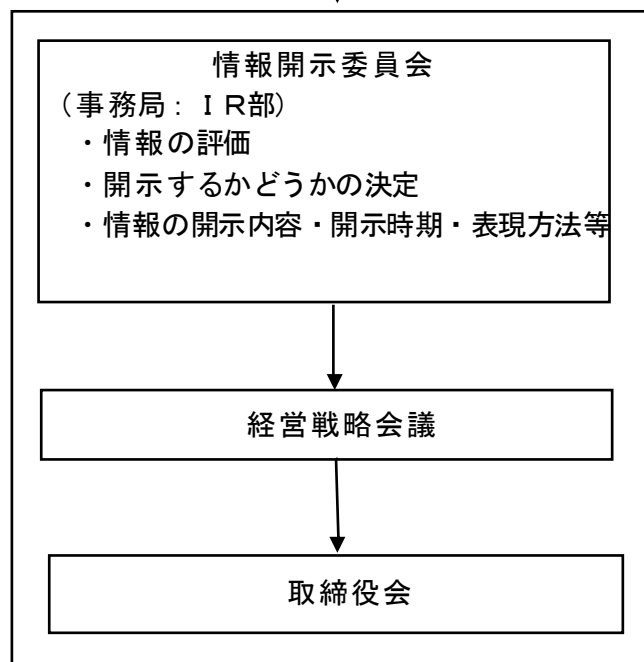 情報開示委員会
（事務局：ＩＲ部）
・情報の評価
・開示するかどうかの決定
・情報の開示内容・開示時期・表現方法等
経営戦略会議
取締役会